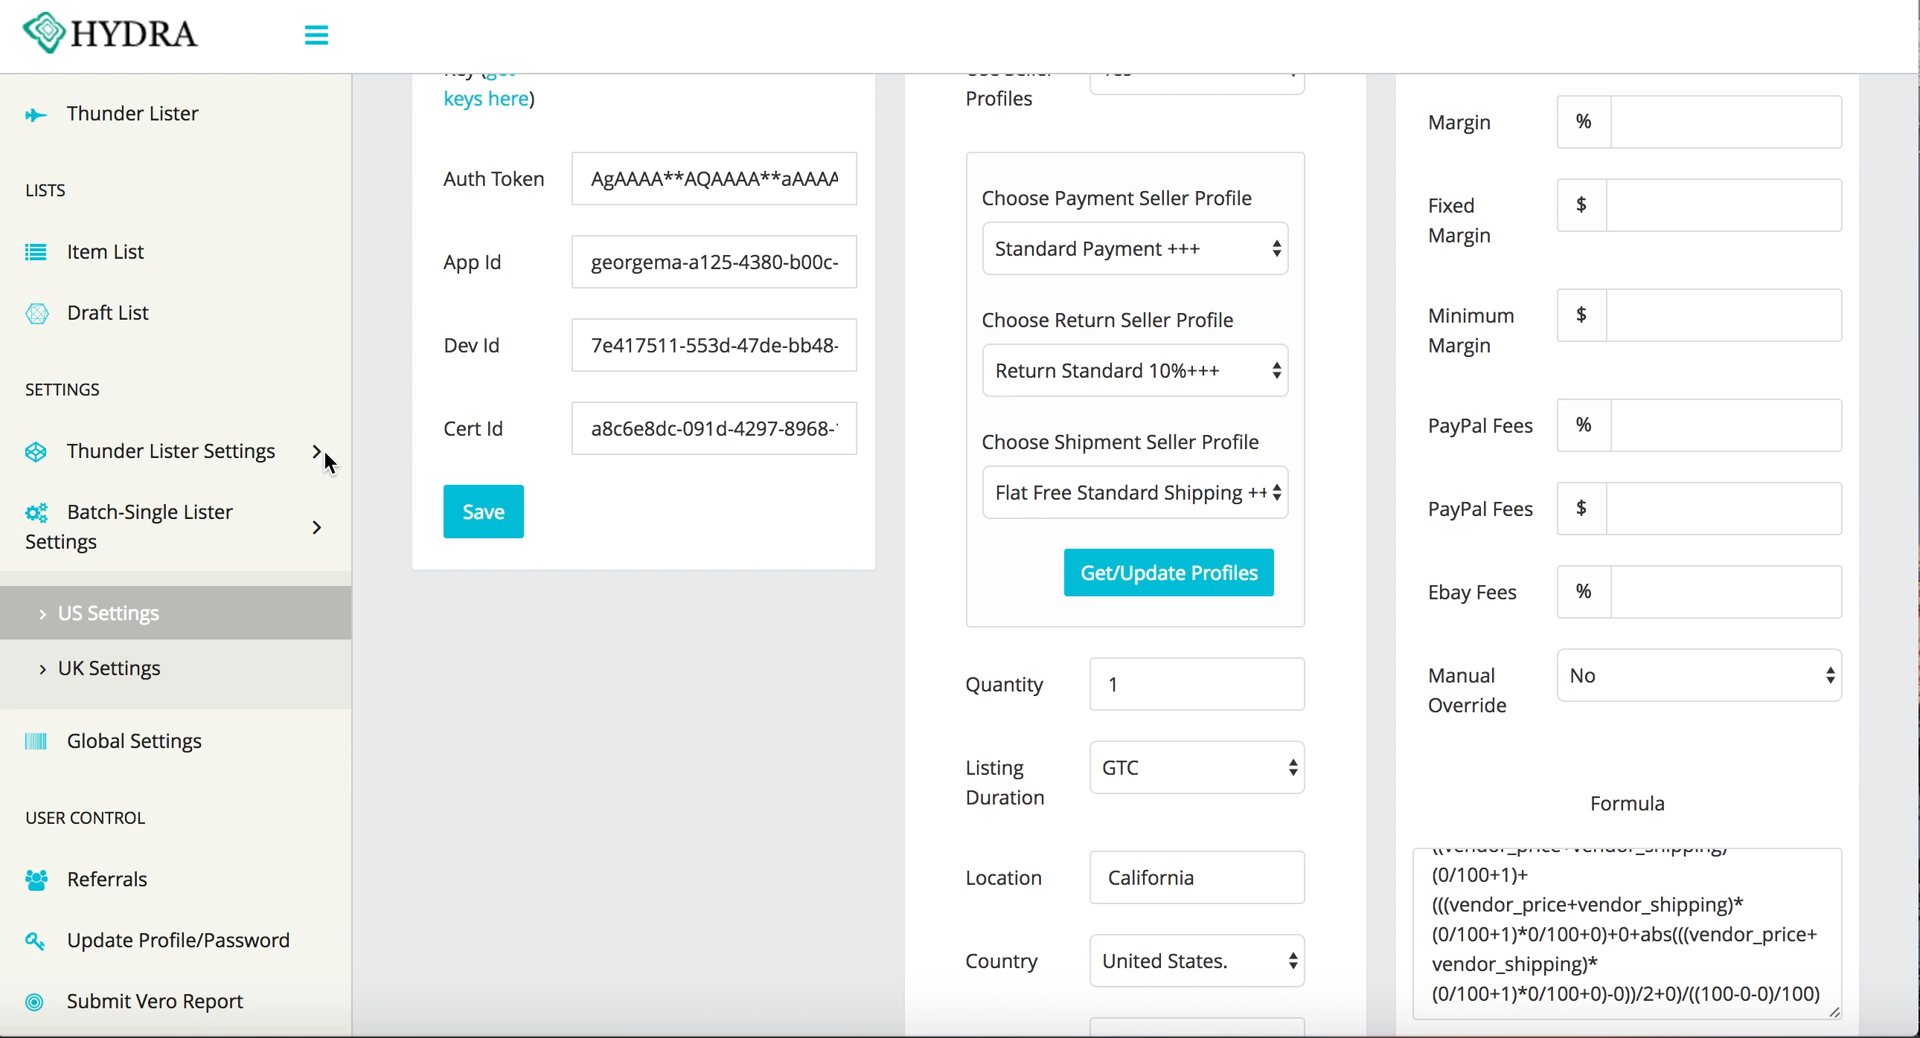 HYDRA
Thunder Lister
LISTS
Item List
Draft List
SETTINGS
Thunder Lister Settings
Batch-Single Lister
Settings
US Settings
UK Settings
Global Settings
USER CONTROL
Referrals
Update Profile/Password
Submit Vero Report
keys here)
Auth Token
AgAAAA**AQAAAA**aAAAA
App Id
georgema-a125-4380-b00c-
Dev Id
7e417511-553d-47de-bb48-
Cert Id
a8c6e8dc-091d-4297-8968-
Save
Profiles
Choose Payment Seller Profile
Standard Payment +++
Choose Return Seller Profile
Return Standard 10%+++
Choose Shipment Seller Profile
Flat Free Standard Shipping ++
Get/Update Profiles
Quantity
1
Listing
Duration
GTC
Location
California
Country
United States.
Margin
%
Fixed
Margin
$
Minimum
Margin
$
PayPal Fees
%
PayPal Fees
$
Ebay Fees
%
Manual
Override
No
Formula
((vendor_price+vendor_shipping)
(0/100+1)+
(((vendor_price+vendor_shipping)*
(0/100+1)*0/100+0)+0+abs(((vendor_price+
vendor_shipping)*
(0/100+1)*0/100+0)-0))/2+0)/((100-0-0)/100)